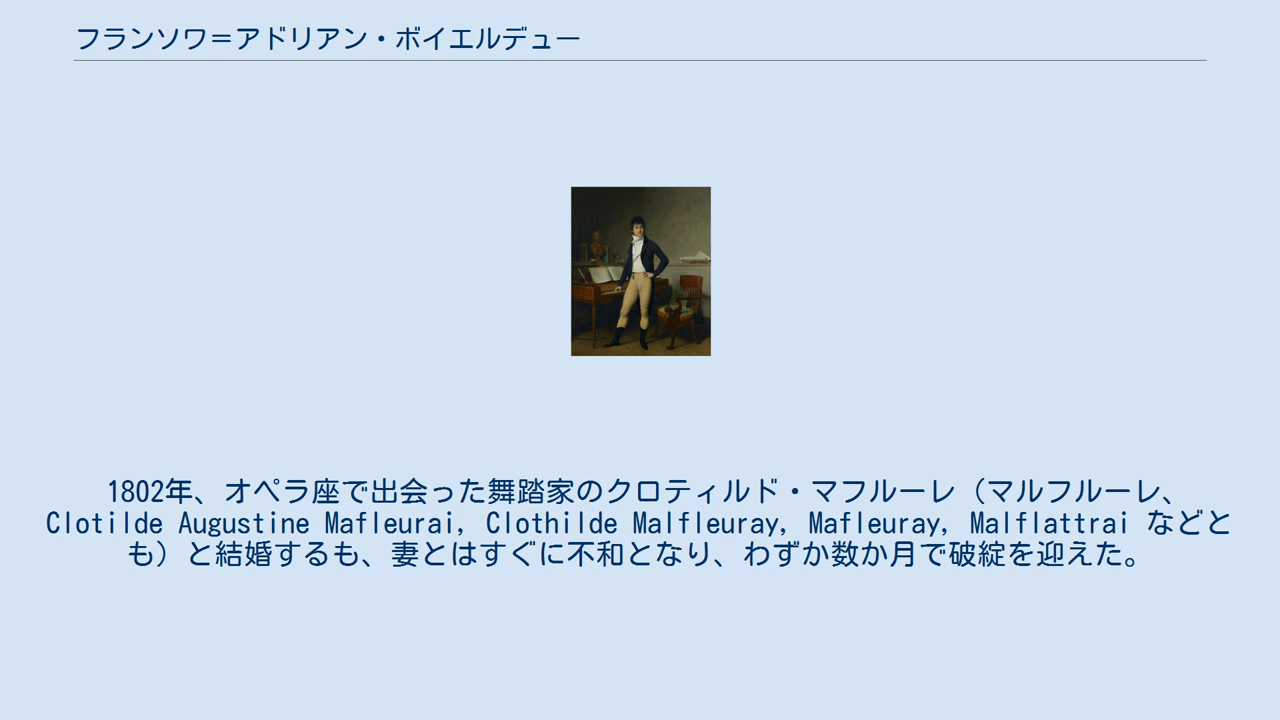 フランソワ＝アドリアン・ボイエルデュー
1802年、オペラ座で出会った舞踏家のクロティルド・マフルーレ（マルフルーレ、
Clotilde Augustine Mafleurai, Clothilde Malfleuray, Mafleuray, Malflattrai などと
も）と結婚するも、妻とはすぐに不和となり、わずか数か月で破綻を迎えた。